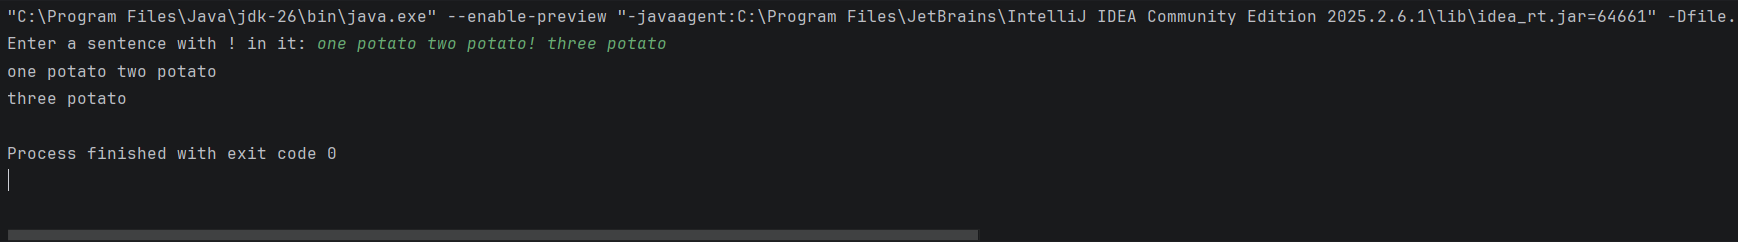 "C:\Program Files\Java\jdk-26\bin\java.exe" --enable-preview "-javaagent:C:\Program Files\JetBrains\IntelliJ IDEA Community Edition 2025.2.6.1\lib\idea_rt.jar=64661" -Dfile.
Enter a sentence with ! in it: one potato two potato! three potato
one potato two potato
three potato
Process finished with exit code 0